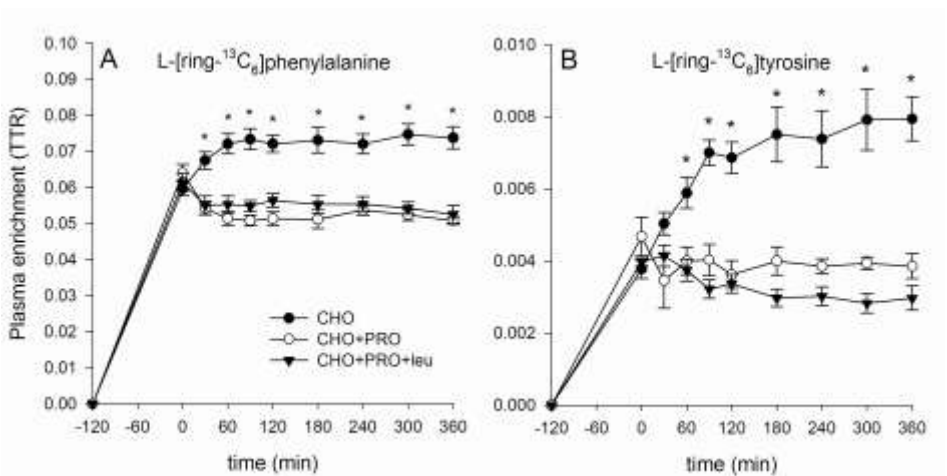 A
L-[ring-¹³C₆]phenylalanine
Plasma enrichment (TTR)
0.10
0.09
0.08
0.07
0.06
0.05
0.04
0.03
0.02
0.01
0.00
* * * * * * * *
CHO
CHO+PRO
CHO+PRO+leu
-120 -60 0 60 120 180 240 300 360
time (min)
B
L-[ring-¹³C₆]tyrosine
0.010
0.008
0.006
0.004
0.002
0.000
* * * * * * *
-120 -60 0 60 120 180 240 300 360
time (min)